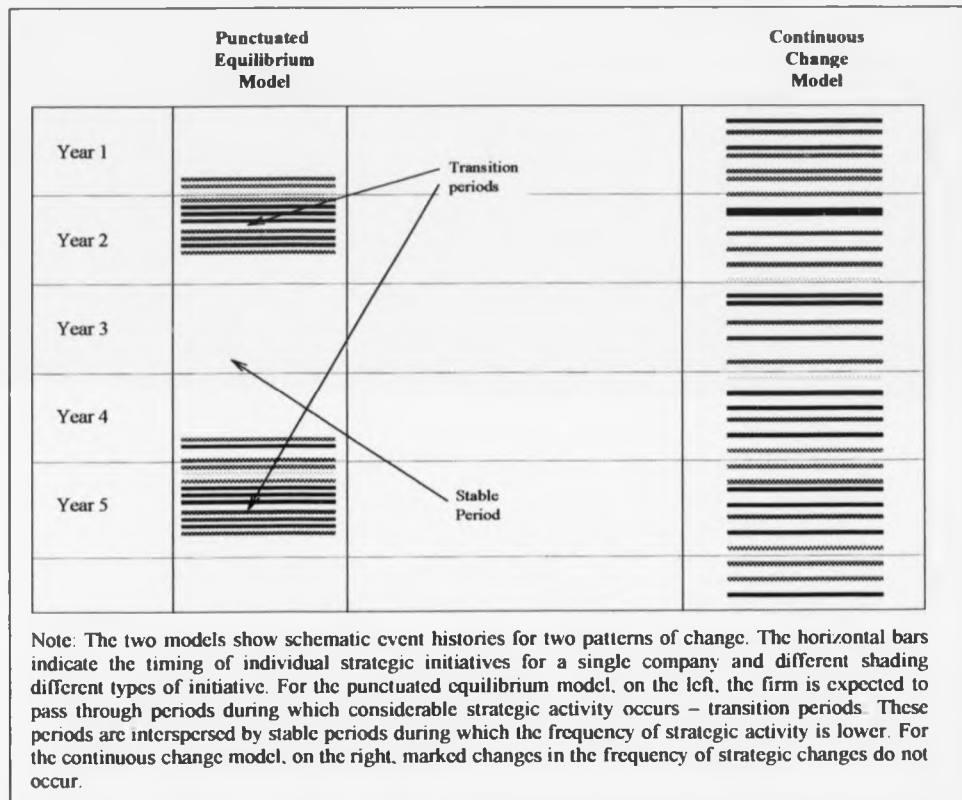 Punctuated
Equilibrium
Model
Continuous
Change
Model
Year 1
Transition
periods
Year 2
Year 3
Year 4
Year 5
Stable
Period
Note: The two models show schematic event histories for two patterns of change. The horizontal bars
indicate the timing of individual strategic initiatives for a single company and different shading
different types of initiative. For the punctuated equilibrium model, on the left, the firm is expected to
pass through periods during which considerable strategic activity occurs – transition periods. These
periods are interspersed by stable periods during which the frequency of strategic activity is lower. For
the continuous change model, on the right, marked changes in the frequency of strategic changes do not
occur.